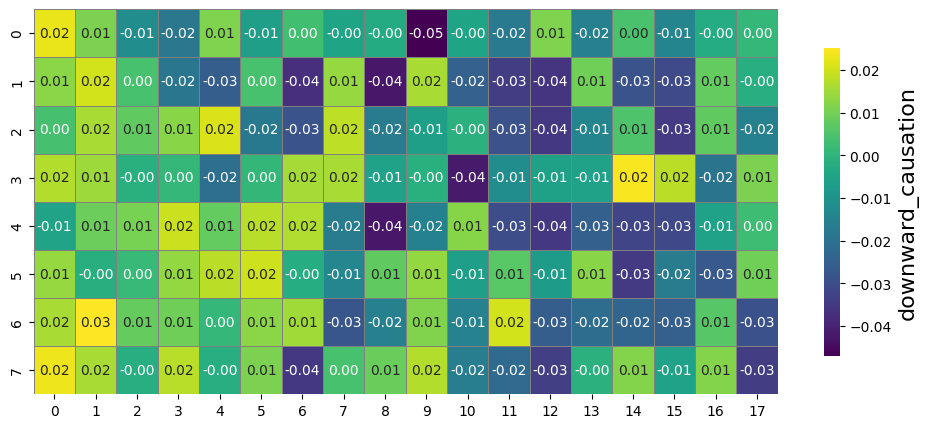 0 0.02 0.01 -0.01 -0.02 0.01 -0.01 0.00 -0.00 -0.00 -0.05 -0.00 -0.02 0.01 -0.02 0.00 -0.01 -0.00 0.00
1 0.01 0.02 0.00 -0.02 -0.03 0.00 -0.04 0.01 -0.04 0.02 -0.02 -0.03 -0.04 0.01 -0.03 -0.03 0.01 -0.00
2 0.00 0.02 0.01 0.01 0.02 -0.02 -0.03 0.02 -0.02 -0.01 -0.00 -0.03 -0.04 -0.01 0.01 -0.03 0.01 -0.02
3 0.02 0.01 -0.00 0.00 -0.02 0.00 0.02 0.02 -0.01 -0.00 -0.04 -0.01 -0.01 -0.01 0.02 0.02 -0.02 0.01
4 -0.01 0.01 0.01 0.02 0.01 0.02 0.02 -0.02 -0.04 -0.02 0.01 -0.03 -0.04 -0.03 -0.03 -0.03 -0.01 0.00
5 0.01 -0.00 0.00 0.01 0.02 0.02 -0.00 -0.01 0.01 0.01 -0.01 0.01 -0.01 0.01 -0.03 -0.02 -0.03 0.01
6 0.02 0.03 0.01 0.01 0.00 0.01 0.01 -0.03 -0.02 0.01 -0.01 0.02 -0.03 -0.02 -0.02 -0.03 0.01 -0.03
7 0.02 0.02 -0.00 0.02 -0.00 0.01 -0.04 0.00 0.01 0.02 -0.02 -0.02 -0.03 -0.00 0.01 -0.01 0.01 -0.03
0 1 2 3 4 5 6 7 8 9 10 11 12 13 14 15 16 17
0.02
0.01
0.00
−0.01
−0.02
−0.03
−0.04
downward_causation